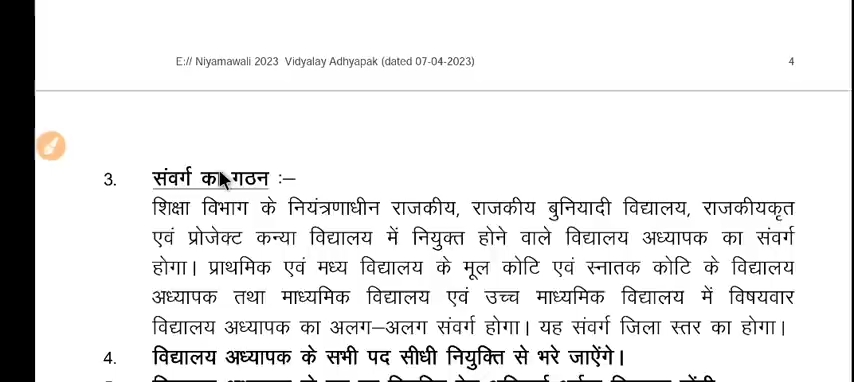 E:// Niyamawali 2023 Vidyalay Adhyapak (dated 07-04-2023) 4
3. संवर्ग का गठन :–
शिक्षा विभाग के नियंत्रणाधीन राजकीय, राजकीय बुनियादी विद्यालय, राजकीयकृत
एवं प्रोजेक्ट कन्या विद्यालय में नियुक्त होने वाले विद्यालय अध्यापक का संवर्ग
होगा। प्राथमिक एवं मध्य विद्यालय के मूल कोटि एवं स्नातक कोटि के विद्यालय
अध्यापक तथा माध्यमिक विद्यालय एवं उच्च माध्यमिक विद्यालय में विषयवार
विद्यालय अध्यापक का अलग–अलग संवर्ग होगा। यह संवर्ग जिला स्तर का होगा।
4. विद्यालय अध्यापक के सभी पद सीधी नियुक्ति से भरे जाऐंगे।